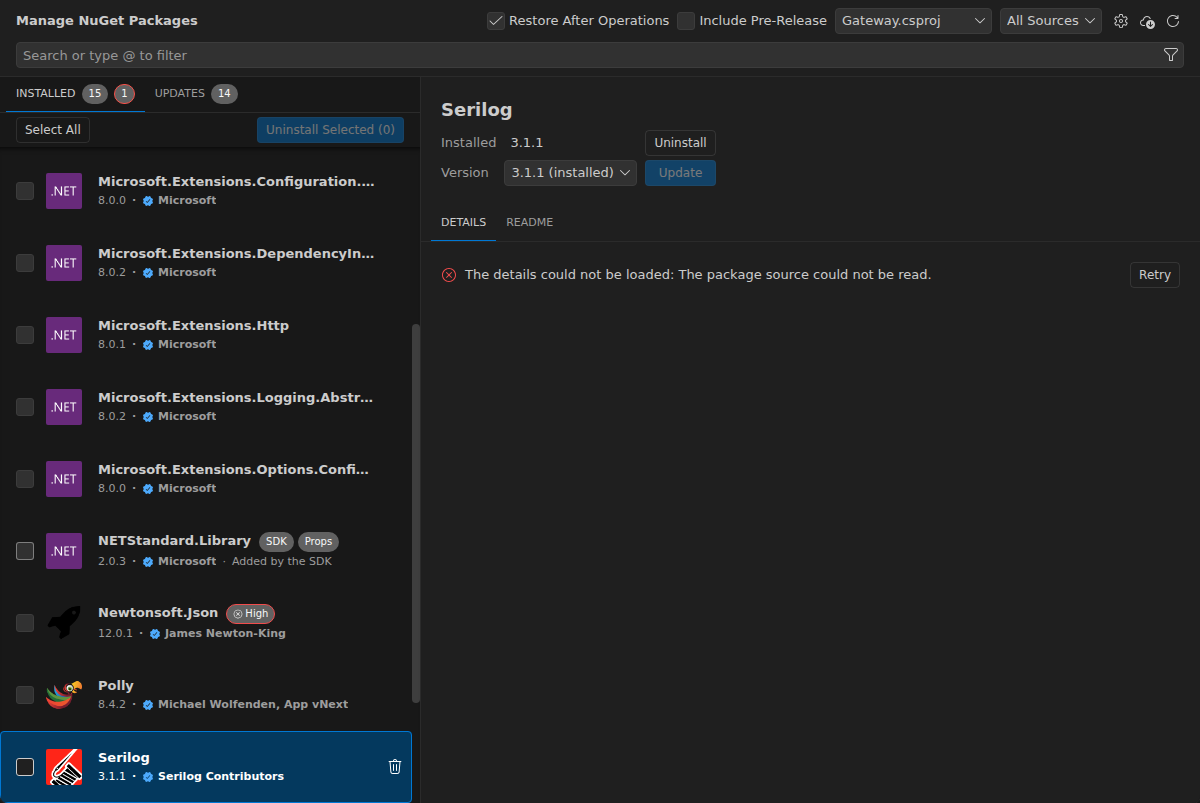 Manage NuGet Packages
Restore After Operations
Include Pre-Release
Gateway.csproj
All Sources
Search or type @ to filter
INSTALLED 15 1 UPDATES 14
Select All
Uninstall Selected (0)
.NET
Microsoft.Extensions.Configuration....
8.0.0 · Microsoft
.NET
Microsoft.Extensions.DependencyIn...
8.0.2 · Microsoft
.NET
Microsoft.Extensions.Http
8.0.1 · Microsoft
.NET
Microsoft.Extensions.Logging.Abstr...
8.0.2 · Microsoft
.NET
Microsoft.Extensions.Options.Confi...
8.0.0 · Microsoft
.NET
NETStandard.Library SDK Props
2.0.3 · Microsoft · Added by the SDK
Newtonsoft.Json High
12.0.1 · James Newton-King
Polly
8.4.2 · Michael Wolfenden, App vNext
Serilog
3.1.1 · Serilog Contributors
Serilog
Installed 3.1.1 Uninstall
Version 3.1.1 (installed) Update
DETAILS README
The details could not be loaded: The package source could not be read.
Retry